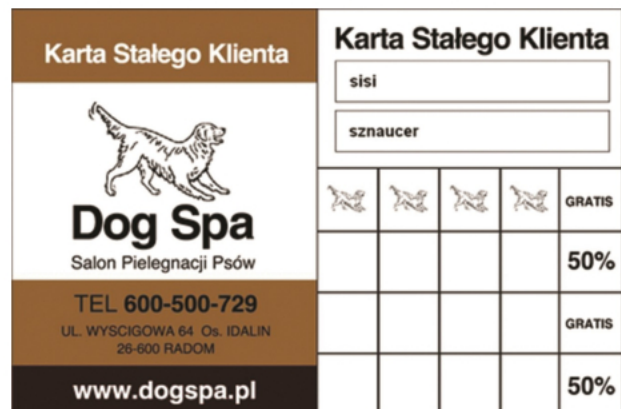 Karta Stałego Klienta
Dog Spa
Salon Pielegnacji Psów
TEL 600-500-729
UL. WYSCIGOWA 64 Os. IDALIN
26-600 RADOM
www.dogspa.pl
Karta Stałego Klienta
sisi
sznaucer
GRATIS
50%
GRATIS
50%